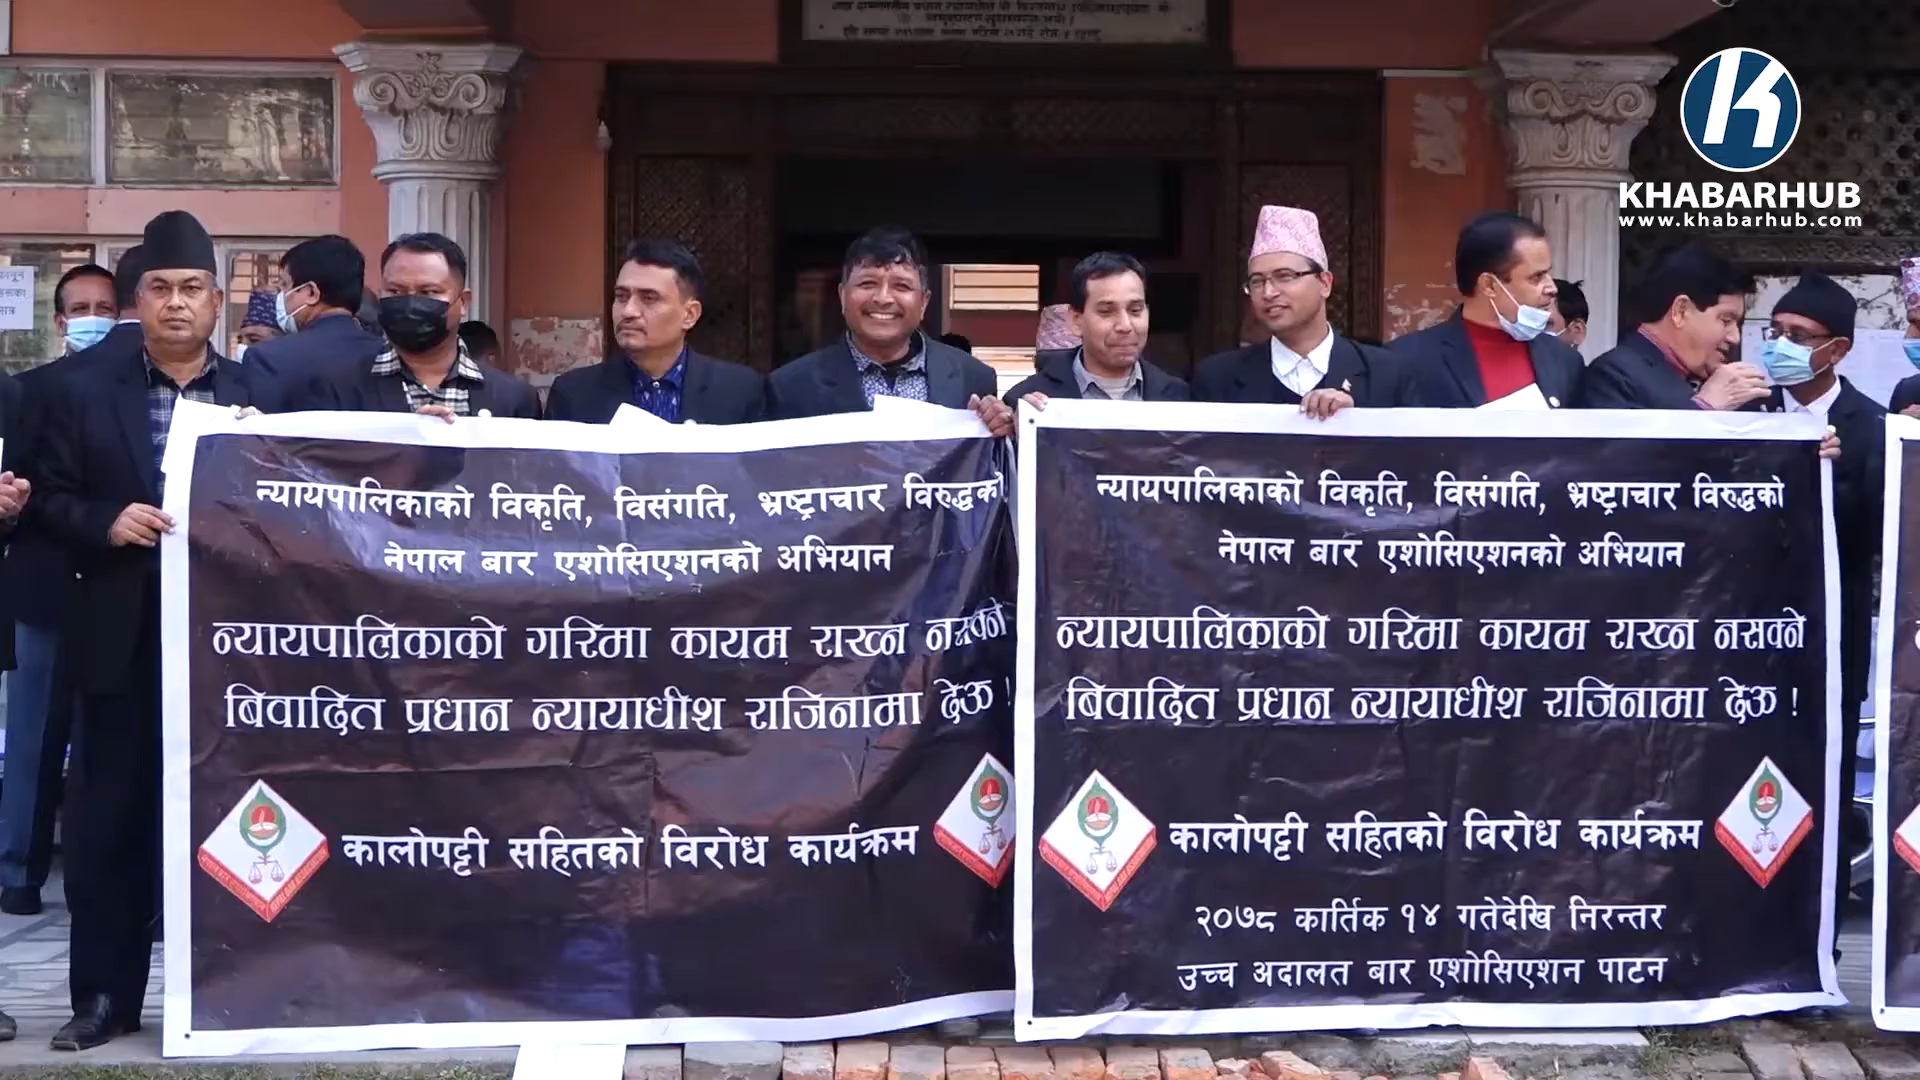 KHABARHUB
www.khabarhub.com
न्यायपालिकाको विकृति, विसंगति, भ्रष्ट्राचार विरुद्धको
नेपाल बार एशोसिएशनको अभियान
न्यायपालिकाको गरिमा कायम राख्न नसक्ने
बिवादित प्रधान न्यायाधीश राजिनामा देऊ !
कालोपट्टी सहितको विरोध कार्यक्रम
न्यायपालिकाको विकृति, विसंगति, भ्रष्ट्राचार विरुद्धको
नेपाल बार एशोसिएशनको अभियान
न्यायपालिकाको गरिमा कायम राख्न नसक्ने
बिवादित प्रधान न्यायाधीश राजिनामा देऊ !
कालोपट्टी सहितको विरोध कार्यक्रम
२०७८ कार्तिक १४ गतेदेखि निरन्तर
उच्च अदालत बार एशोसिएशन पाटन